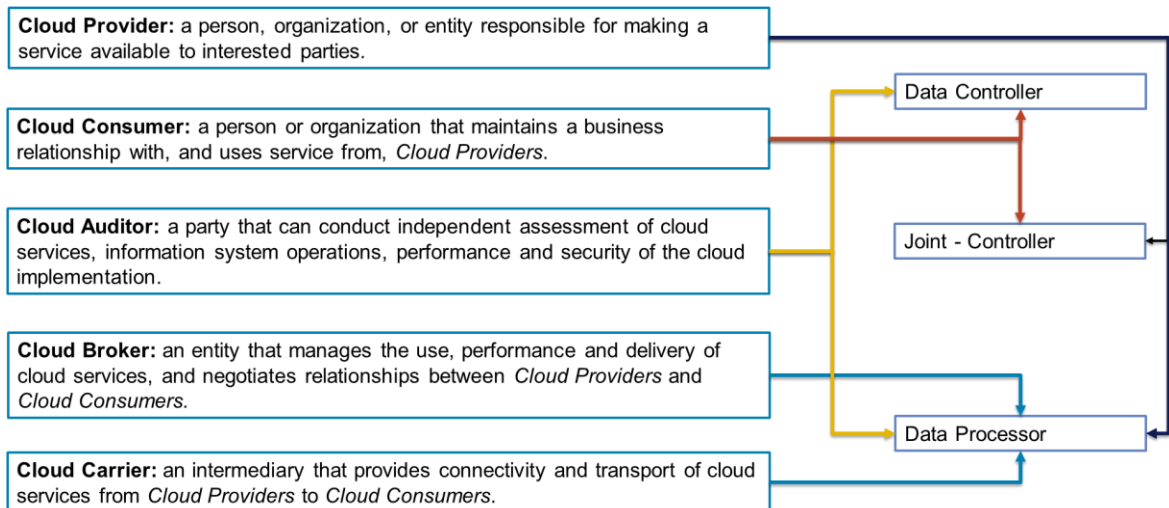 Cloud Provider: a person, organization, or entity responsible for making a
service available to interested parties.
Data Controller
Cloud Consumer: a person or organization that maintains a business
relationship with, and uses service from, Cloud Providers.
Cloud Auditor: a party that can conduct independent assessment of cloud
services, information system operations, performance and security of the cloud
implementation.
Joint - Controller
Cloud Broker: an entity that manages the use, performance and delivery of
cloud services, and negotiates relationships between Cloud Providers and
Cloud Consumers.
Data Processor
Cloud Carrier: an intermediary that provides connectivity and transport of cloud
services from Cloud Providers to Cloud Consumers.